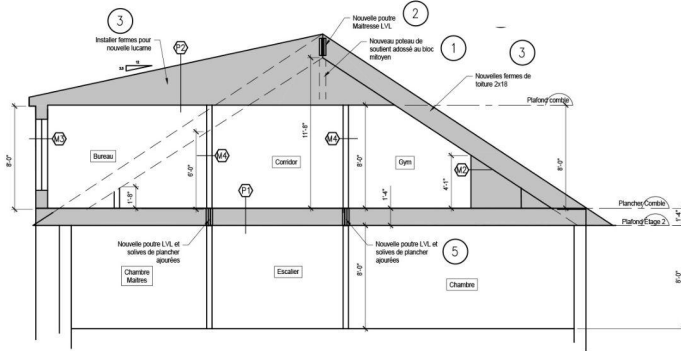 3
Installer fermes pour
nouvelle lucarne
12
P2
Nouvelle poutre
Maitresse LVL
2
Nouveau poteau de
soutient adossé au bloc
mitoyen
1
3
Nouvelles fermes de
toiture 2x18
Plafond comble
M3
Bureau
8'-0"
1'-8"
6'-0"
M4
Corridor
P1
11'-8"
M4
8'-0"
Gym
4'-1"
M2
8'-0"
1'-4"
Plancher Comble
Plafond Étage 2
1'-4"
Nouvelle poutre LVL et
solives de plancher
ajourées
Nouvelle poutre LVL et
solives de plancher
ajourées
5
Chambre
Maitres
Escalier
8'-0"
Chambre
8'-0"